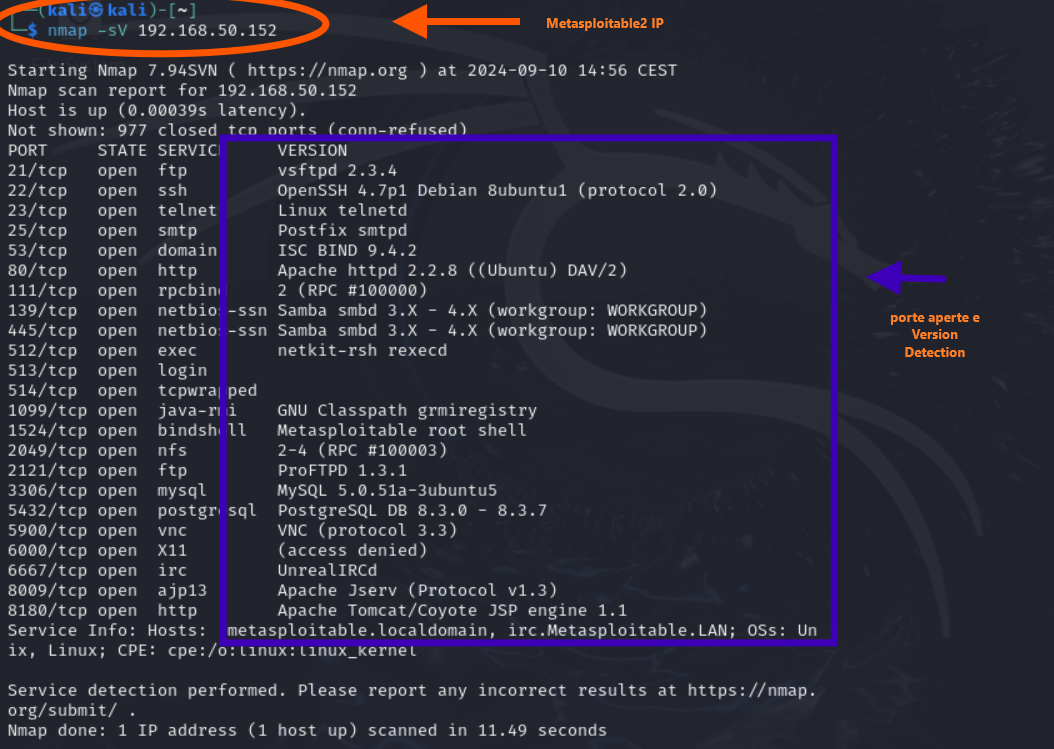 (kali㉿kali)-[~]
$ nmap -sV 192.168.50.152
Metasploitable2 IP
Starting Nmap 7.94SVN ( https://nmap.org ) at 2024-09-10 14:56 CEST
Nmap scan report for 192.168.50.152
Host is up (0.00039s latency).
Not shown: 977 closed tcp ports (conn-refused)
PORT     STATE SERVICE     VERSION
21/tcp   open  ftp         vsftpd 2.3.4
22/tcp   open  ssh         OpenSSH 4.7p1 Debian 8ubuntu1 (protocol 2.0)
23/tcp   open  telnet      Linux telnetd
25/tcp   open  smtp        Postfix smtpd
53/tcp   open  domain      ISC BIND 9.4.2
80/tcp   open  http        Apache httpd 2.2.8 ((Ubuntu) DAV/2)
111/tcp  open  rpcbind     2 (RPC #100000)
139/tcp  open  netbios-ssn Samba smbd 3.X - 4.X (workgroup: WORKGROUP)
445/tcp  open  netbios-ssn Samba smbd 3.X - 4.X (workgroup: WORKGROUP)
512/tcp  open  exec        netkit-rsh rexecd
513/tcp  open  login
514/tcp  open  tcpwrapped
1099/tcp open  java-rmi    GNU Classpath grmiregistry
1524/tcp open  bindshell   Metasploitable root shell
2049/tcp open  nfs         2-4 (RPC #100003)
2121/tcp open  ftp         ProFTPD 1.3.1
3306/tcp open  mysql       MySQL 5.0.51a-3ubuntu5
5432/tcp open  postgresql  PostgreSQL DB 8.3.0 - 8.3.7
5900/tcp open  vnc         VNC (protocol 3.3)
6000/tcp open  X11         (access denied)
6667/tcp open  irc         UnrealIRCd
8009/tcp open  ajp13       Apache Jserv (Protocol v1.3)
8180/tcp open  http        Apache Tomcat/Coyote JSP engine 1.1
Service Info: Hosts:  metasploitable.localdomain, irc.Metasploitable.LAN; OSs: Un
ix, Linux; CPE: cpe:/o:linux:linux_kernel
porte aperte e
Version
Detection
Service detection performed. Please report any incorrect results at https://nmap.
org/submit/ .
Nmap done: 1 IP address (1 host up) scanned in 11.49 seconds